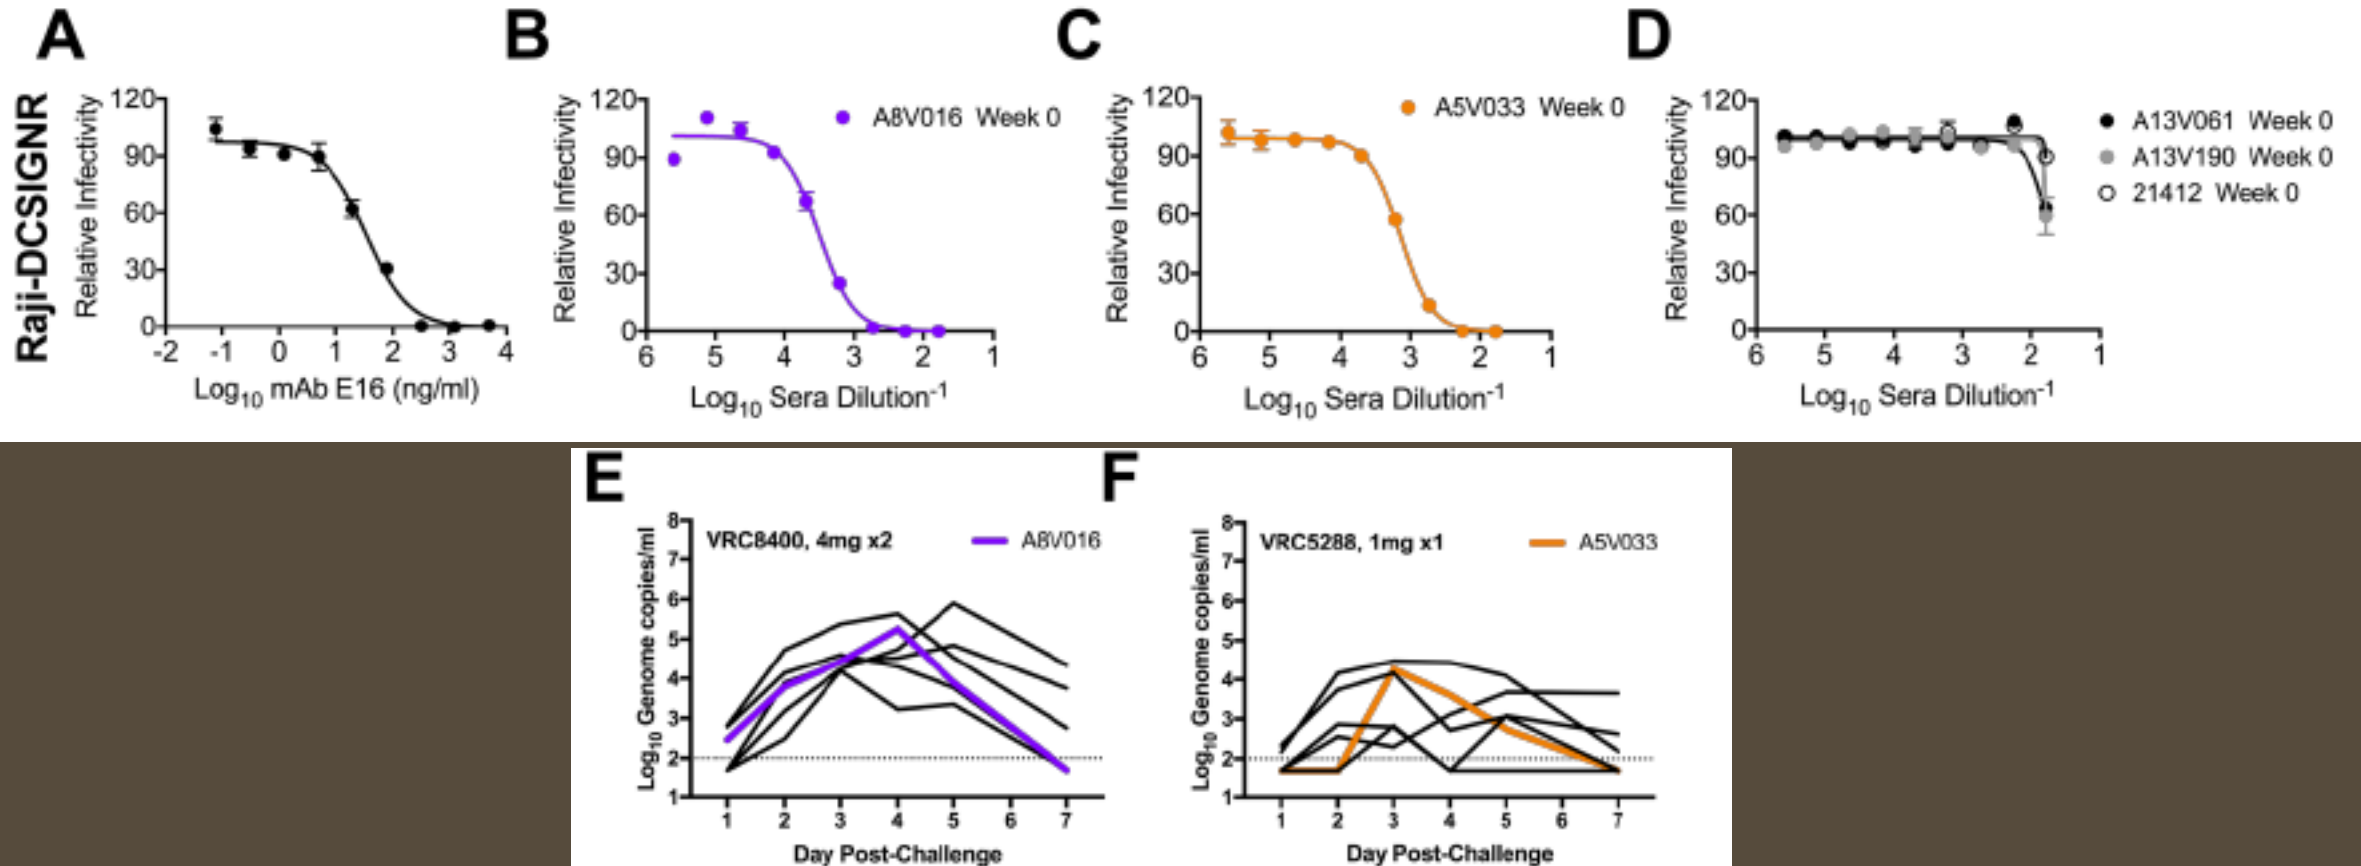 A
B
C
D
Raji-DCSIGNR
Relative Infectivity
120
90
60
30
0
-2 -1 0 1 2 3 4
Log10 mAb E16 (ng/ml)
Relative Infectivity
120
90
60
30
0
6 5 4 3 2 1
Log10 Sera Dilution-1
A8V016 Week 0
Relative Infectivity
120
90
60
30
0
6 5 4 3 2 1
Log10 Sera Dilution-1
A5V033 Week 0
Relative Infectivity
120
90
60
30
0
6 5 4 3 2 1
Log10 Sera Dilution-1
A13V061 Week 0
A13V190 Week 0
21412 Week 0
E
F
Log10 Genome copies/ml
8
7
6
5
4
3
2
1
VRC8400, 4mg x2
A8V016
1 2 3 4 5 6 7
Day Post-Challenge
Log10 Genome copies/ml
8
7
6
5
4
3
2
1
VRC5288, 1mg x1
A5V033
1 2 3 4 5 6 7
Day Post-Challenge